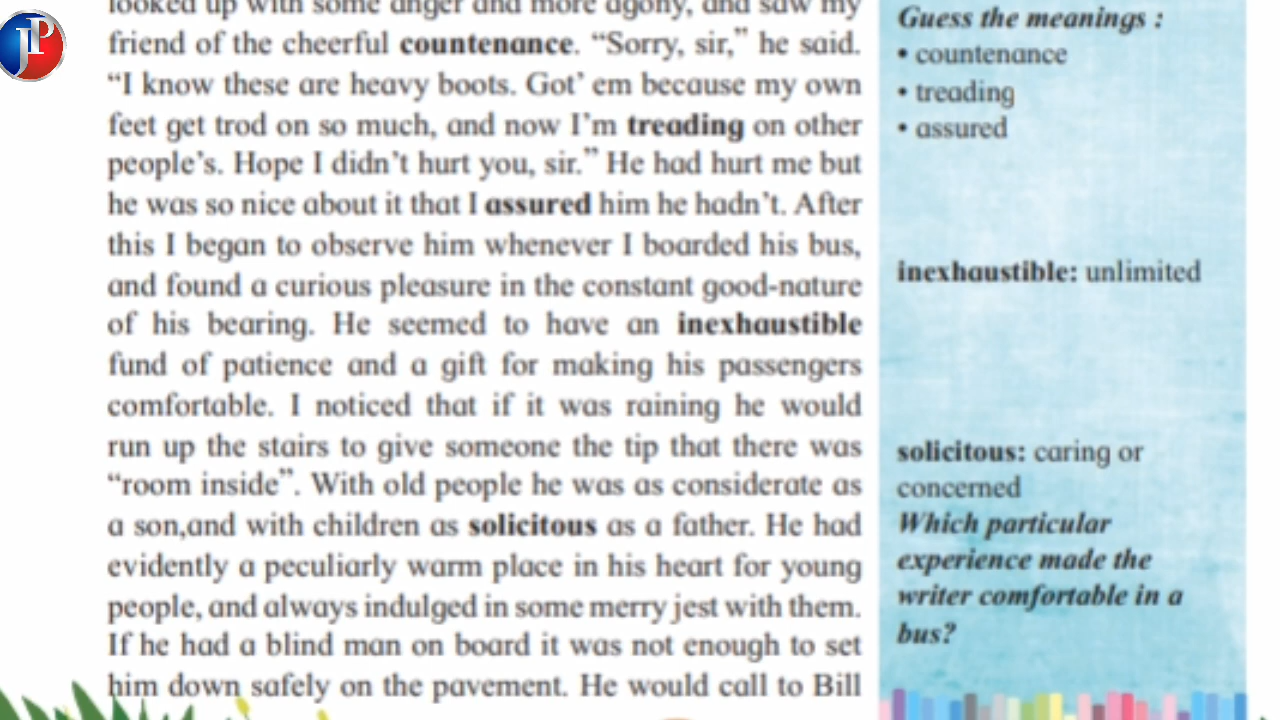 JP
looked up with some anger and more agony, and saw my
friend of the cheerful countenance. “Sorry, sir,” he said.
“I know these are heavy boots. Got’ em because my own
feet get trod on so much, and now I’m treading on other
people’s. Hope I didn’t hurt you, sir.” He had hurt me but
he was so nice about it that I assured him he hadn’t. After
this I began to observe him whenever I boarded his bus,
and found a curious pleasure in the constant good-nature
of his bearing. He seemed to have an inexhaustible
fund of patience and a gift for making his passengers
comfortable. I noticed that if it was raining he would
run up the stairs to give someone the tip that there was
“room inside”. With old people he was as considerate as
a son,and with children as solicitous as a father. He had
evidently a peculiarly warm place in his heart for young
people, and always indulged in some merry jest with them.
If he had a blind man on board it was not enough to set
him down safely on the pavement. He would call to Bill
Guess the meanings :
• countenance
• treading
• assured
inexhaustible: unlimited
solicitous: caring or
concerned
Which particular
experience made the
writer comfortable in a
bus?